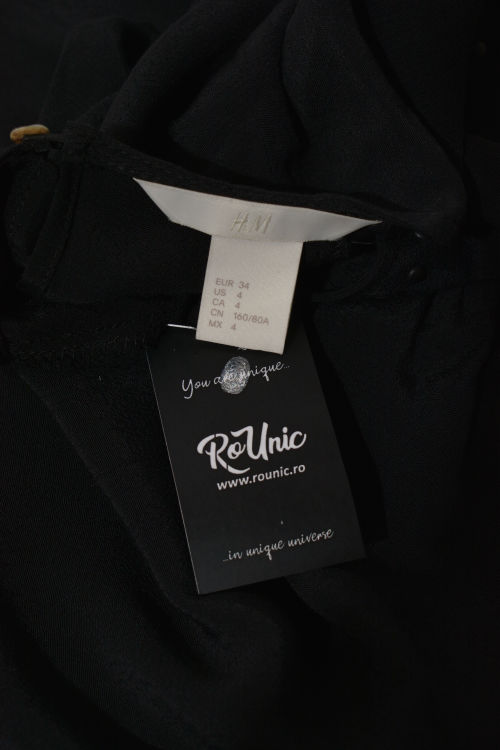 H&M
EUR 34
US 4
CA 4
CN 160/80A
MX 4
You are unique...
RoUnic
www.rounic.ro
...in unique universe